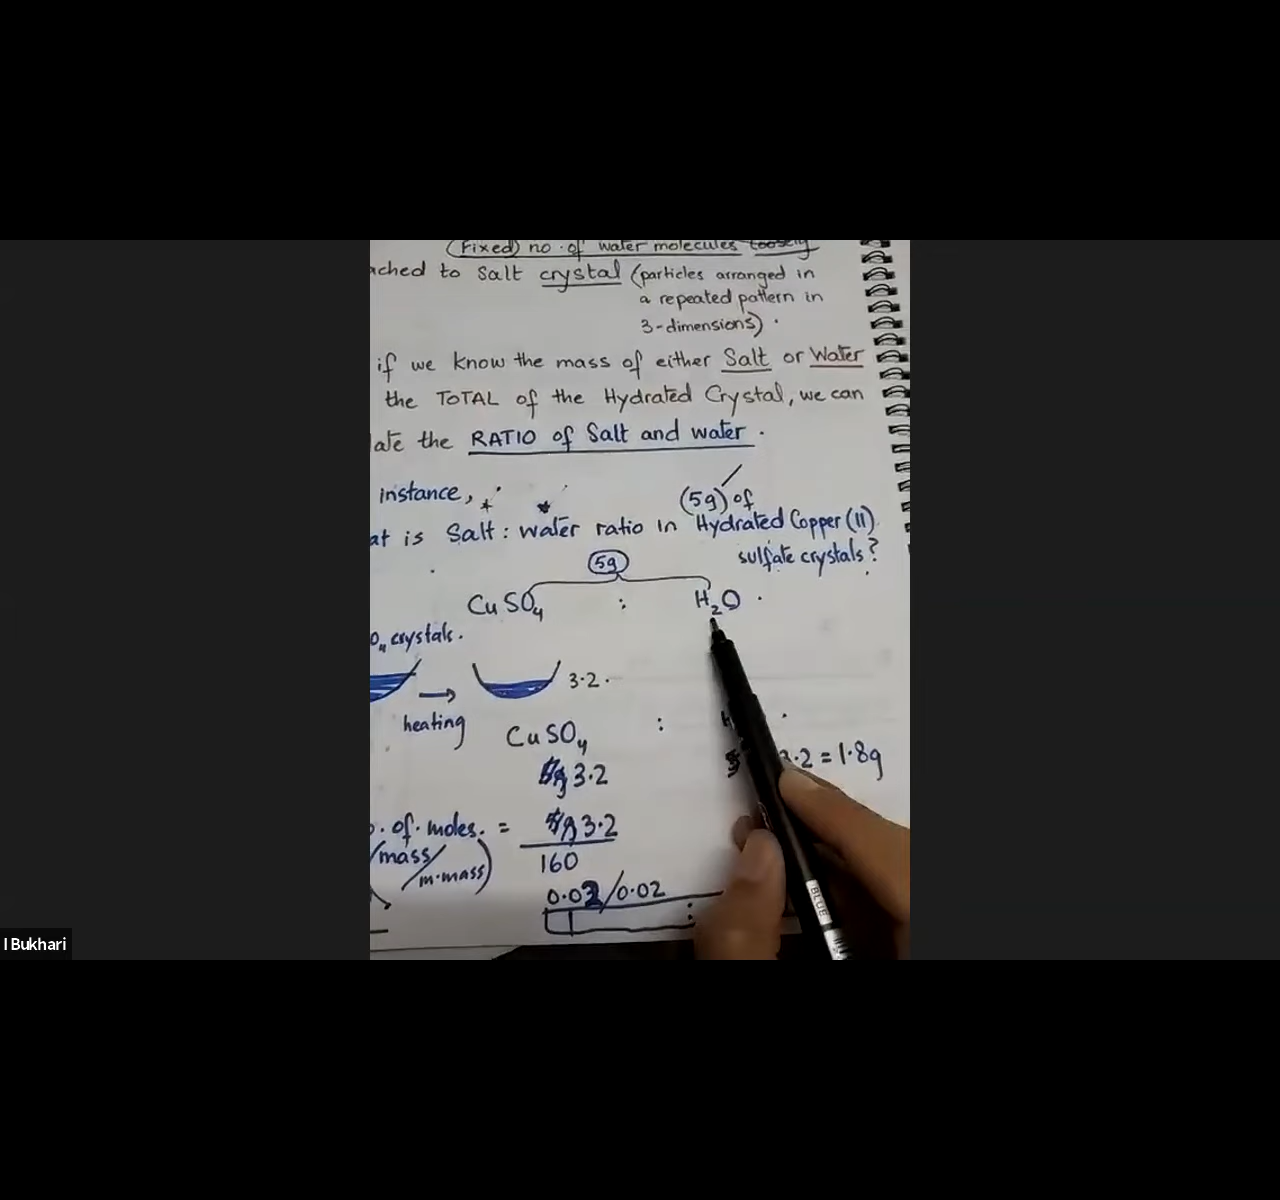 (Fixed) no. of water molecules loosely
ached to Salt crystal (particles arranged in
a repeated pattern in
3-dimensions).
if we know the mass of either Salt or Water
the TOTAL of the Hydrated Crystal, we can
ate the RATIO of Salt and water.
instance,
(5g) of
at is Salt : water ratio in Hydrated Copper (II)
sulfate crystals?
5g
CuSO4 : H2O.
crystals.
3.2.
heating
CuSO4 :
3.2
3.2 = 1.8g
. of. moles. = 3.2
160
mass/m.mass)
0.02/0.02
:
BLUE
I Bukhari